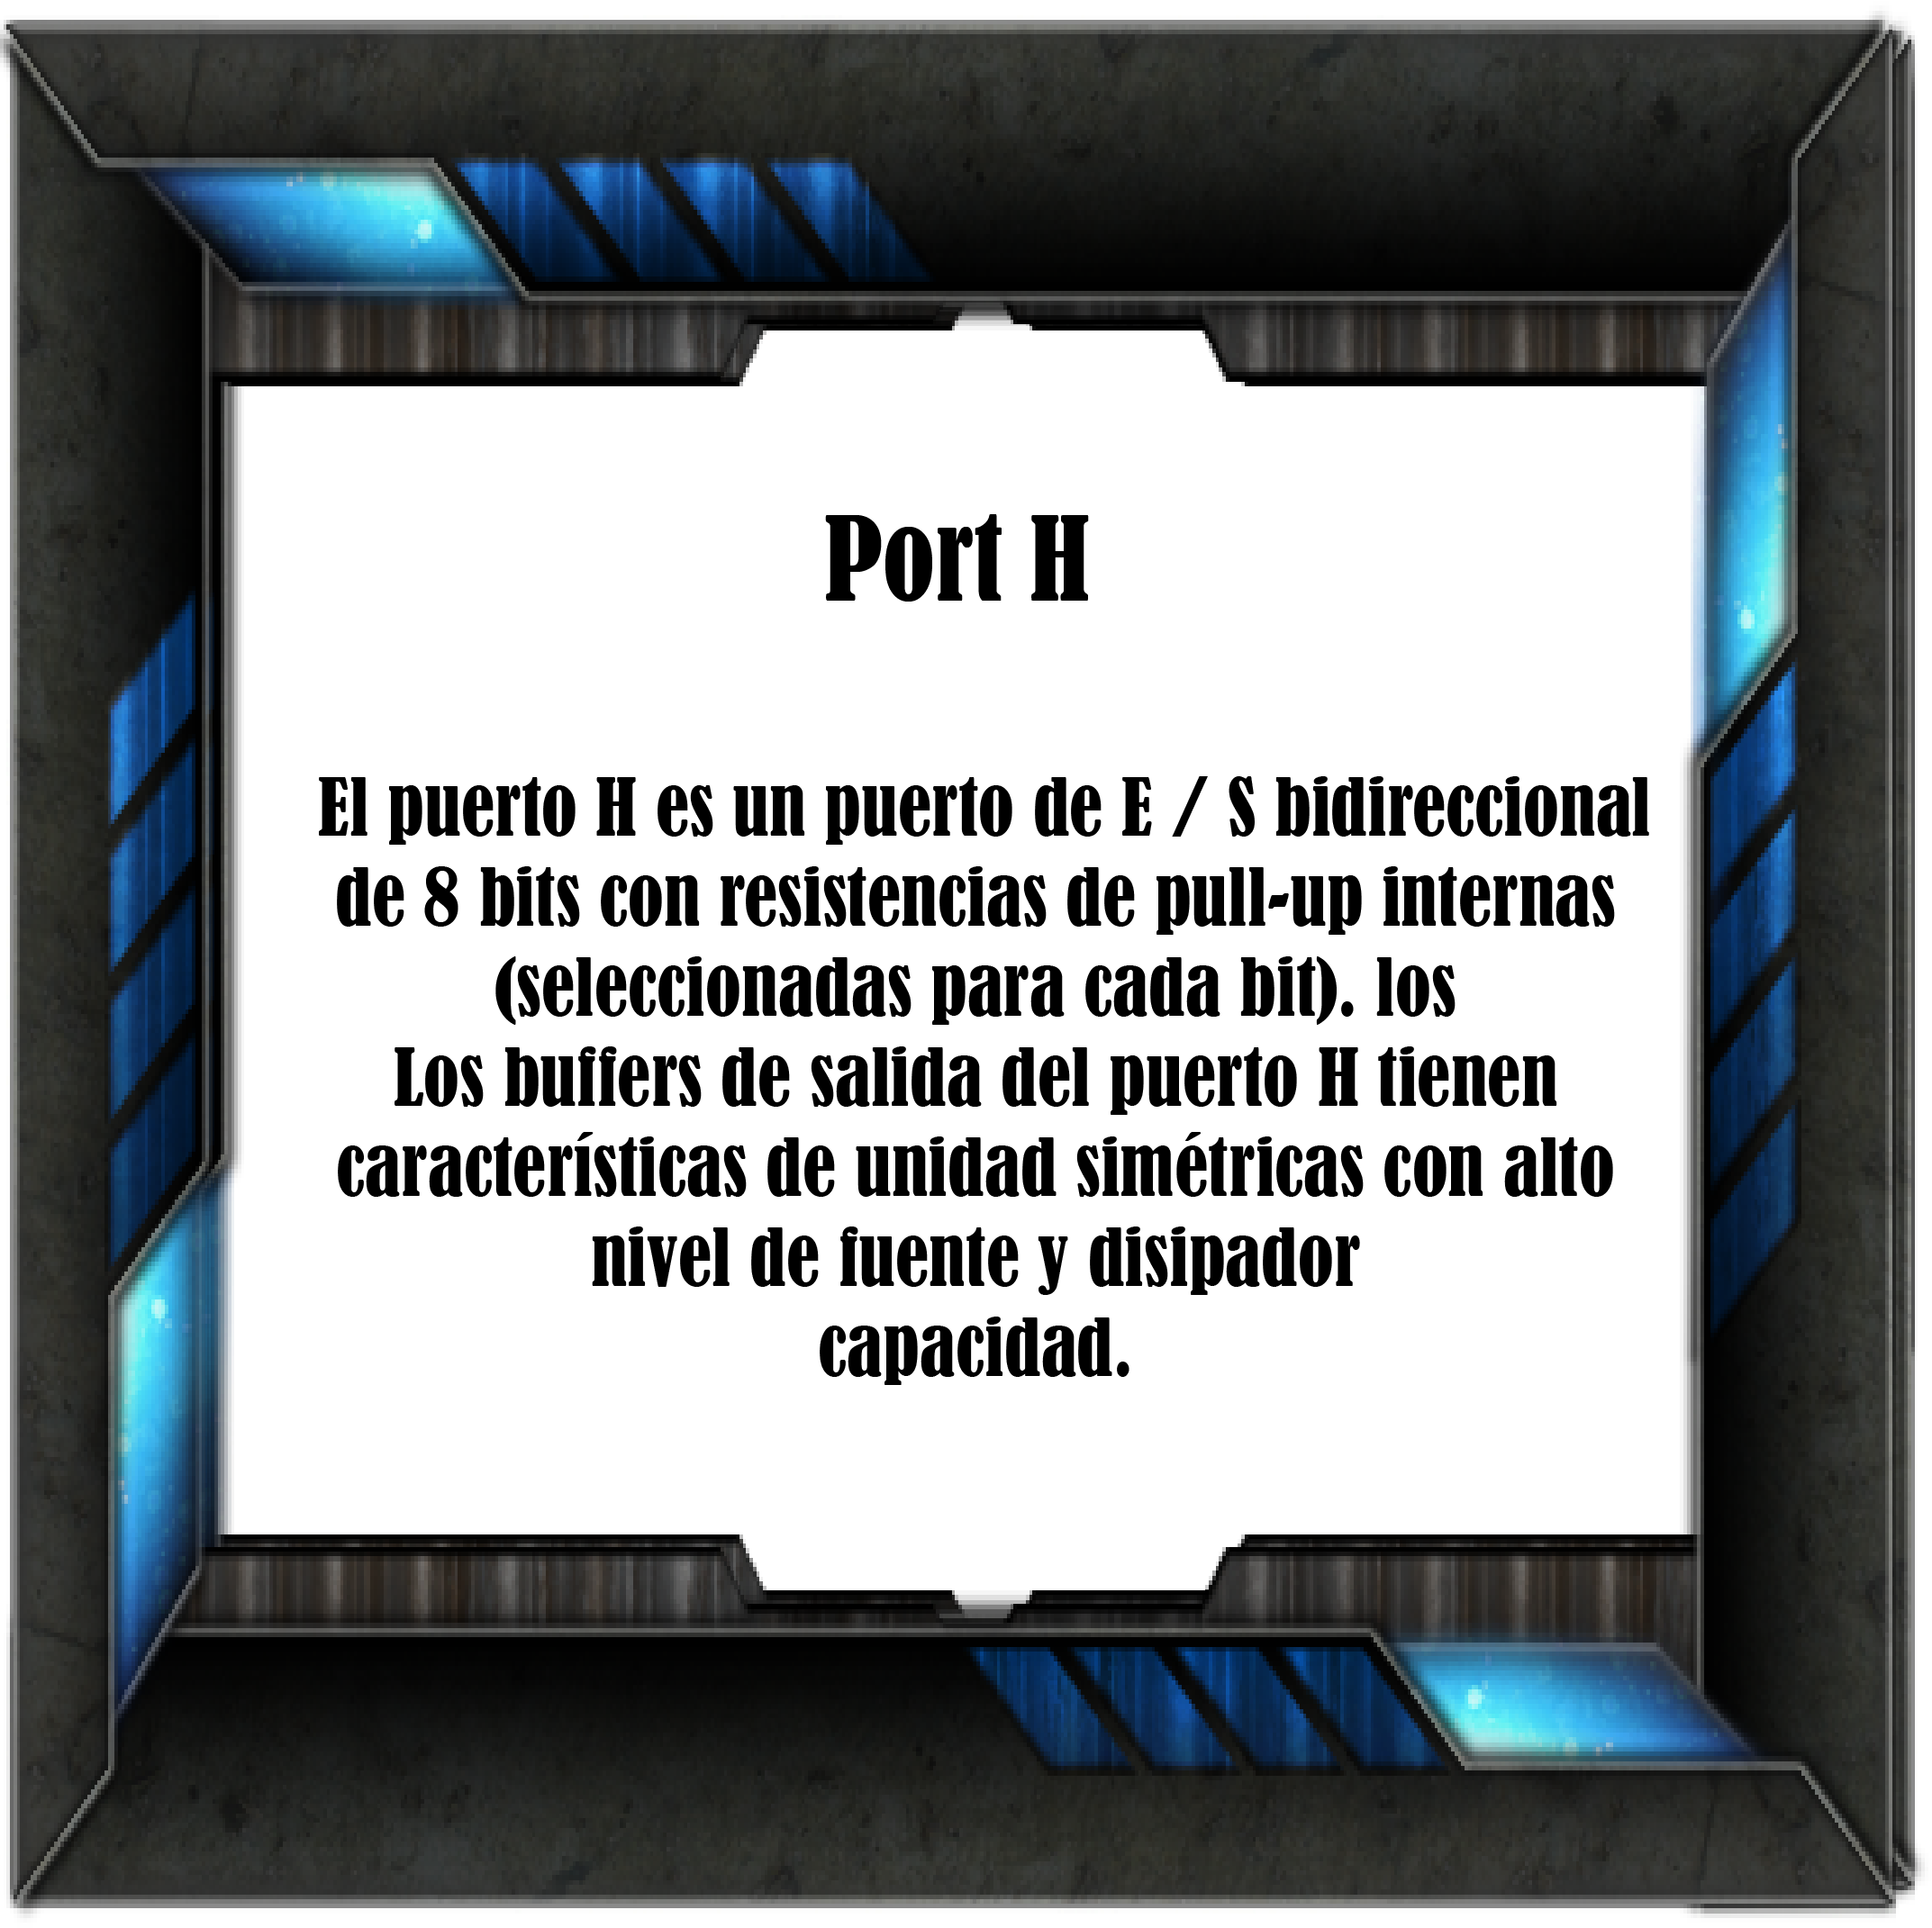 Port H
El puerto H es un puerto de E / S bidireccional
de 8 bits con resistencias de pull-up internas
(seleccionadas para cada bit). los
Los buffers de salida del puerto H tienen
características de unidad simétricas con alto
nivel de fuente y disipador
capacidad.